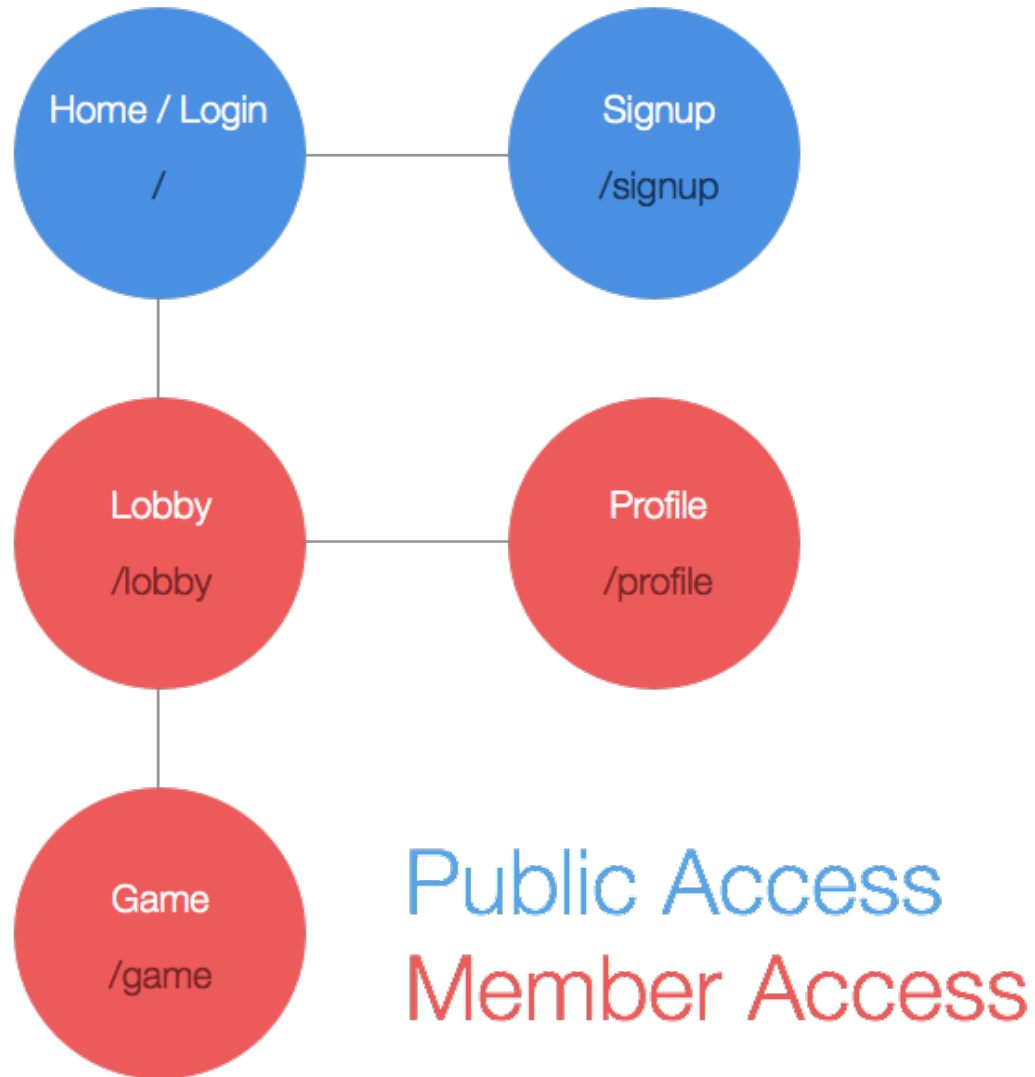 Home / Login
/
Signup
/signup
Lobby
/lobby
Profile
/profile
Game
/game
Public Access
Member Access